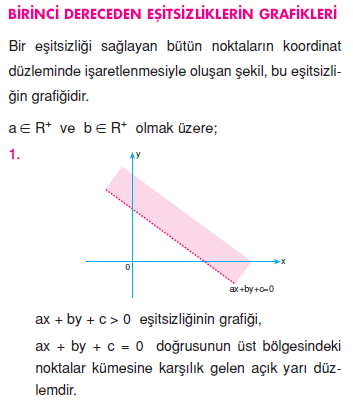 BİRİNCİ DERECEDEN EŞİTSİZLİKLERİN GRAFİKLERİ
Bir eşitsizliği sağlayan bütün noktaların koordinat
düzleminde işaretlenmesiyle oluşan şekil, bu eşitsizli-
ğin grafiğidir.
a ∈ R⁺ ve b ∈ R⁺ olmak üzere;
1.
y
x
0
ax+by+c=0
ax + by + c > 0 eşitsizliğinin grafiği,
ax + by + c = 0 doğrusunun üst bölgesindeki
noktalar kümesine karşılık gelen açık yarı düz-
lemdir.